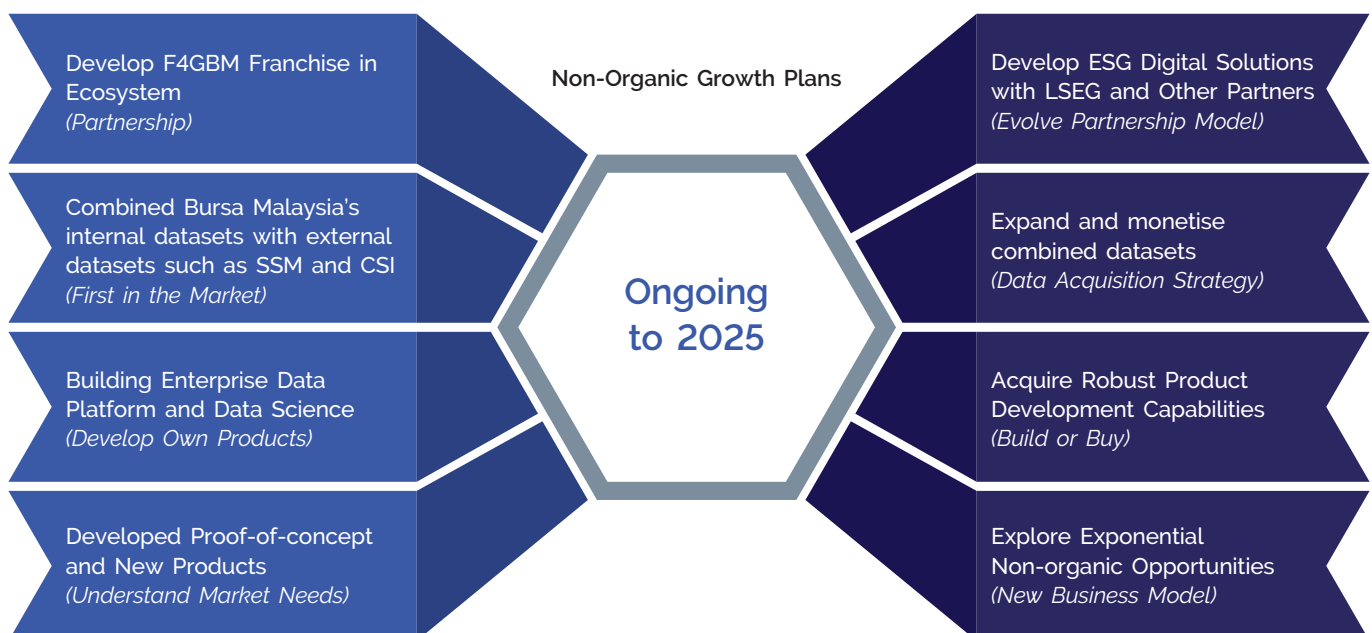 Non-Organic Growth Plans
Develop F4GBM Franchise in
Ecosystem
(Partnership)
Combined Bursa Malaysia's
internal datasets with external
datasets such as SSM and CSI
(First in the Market)
Building Enterprise Data
Platform and Data Science
(Develop Own Products)
Developed Proof-of-concept
and New Products
(Understand Market Needs)
Ongoing
to 2025
Develop ESG Digital Solutions
with LSEG and Other Partners
(Evolve Partnership Model)
Expand and monetise
combined datasets
(Data Acquisition Strategy)
Acquire Robust Product
Development Capabilities
(Build or Buy)
Explore Exponential
Non-organic Opportunities
(New Business Model)